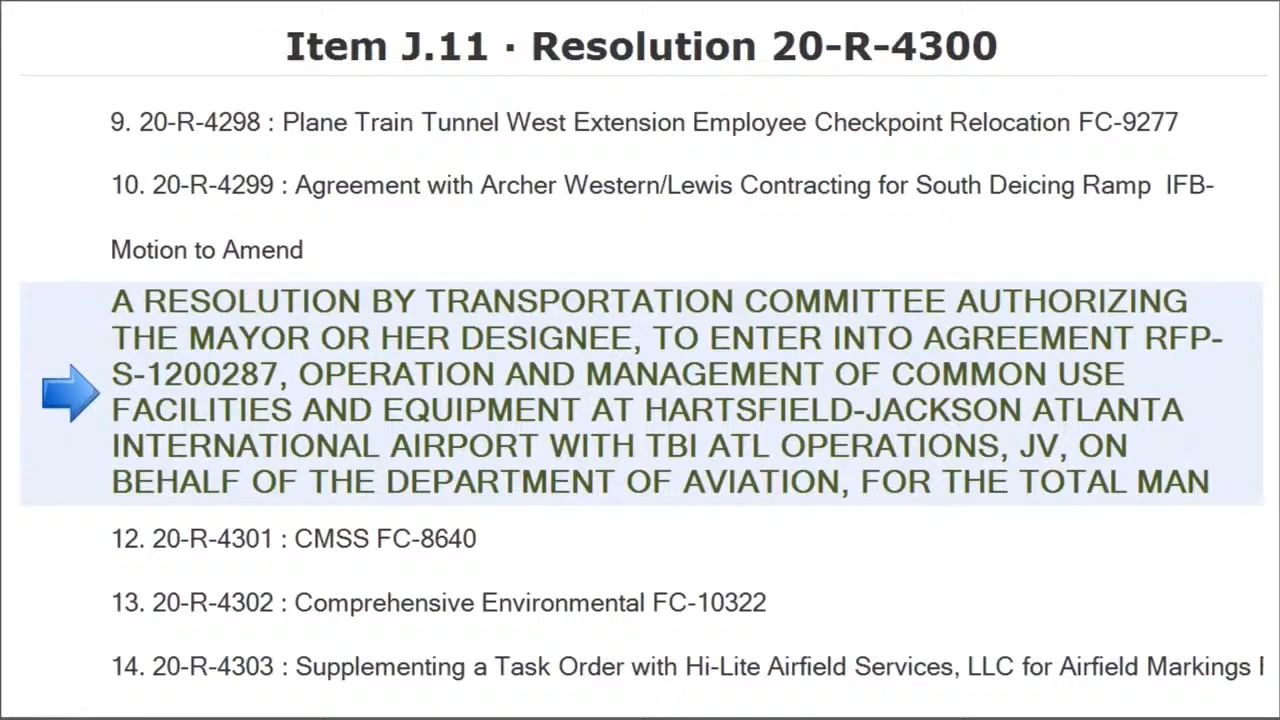 Item J.11 · Resolution 20-R-4300
9. 20-R-4298 : Plane Train Tunnel West Extension Employee Checkpoint Relocation FC-9277
10. 20-R-4299 : Agreement with Archer Western/Lewis Contracting for South Deicing Ramp  IFB-
Motion to Amend
A RESOLUTION BY TRANSPORTATION COMMITTEE AUTHORIZING
THE MAYOR OR HER DESIGNEE, TO ENTER INTO AGREEMENT RFP-
S-1200287, OPERATION AND MANAGEMENT OF COMMON USE
FACILITIES AND EQUIPMENT AT HARTSFIELD-JACKSON ATLANTA
INTERNATIONAL AIRPORT WITH TBI ATL OPERATIONS, JV, ON
BEHALF OF THE DEPARTMENT OF AVIATION, FOR THE TOTAL MAN
12. 20-R-4301 : CMSS FC-8640
13. 20-R-4302 : Comprehensive Environmental FC-10322
14. 20-R-4303 : Supplementing a Task Order with Hi-Lite Airfield Services, LLC for Airfield Markings